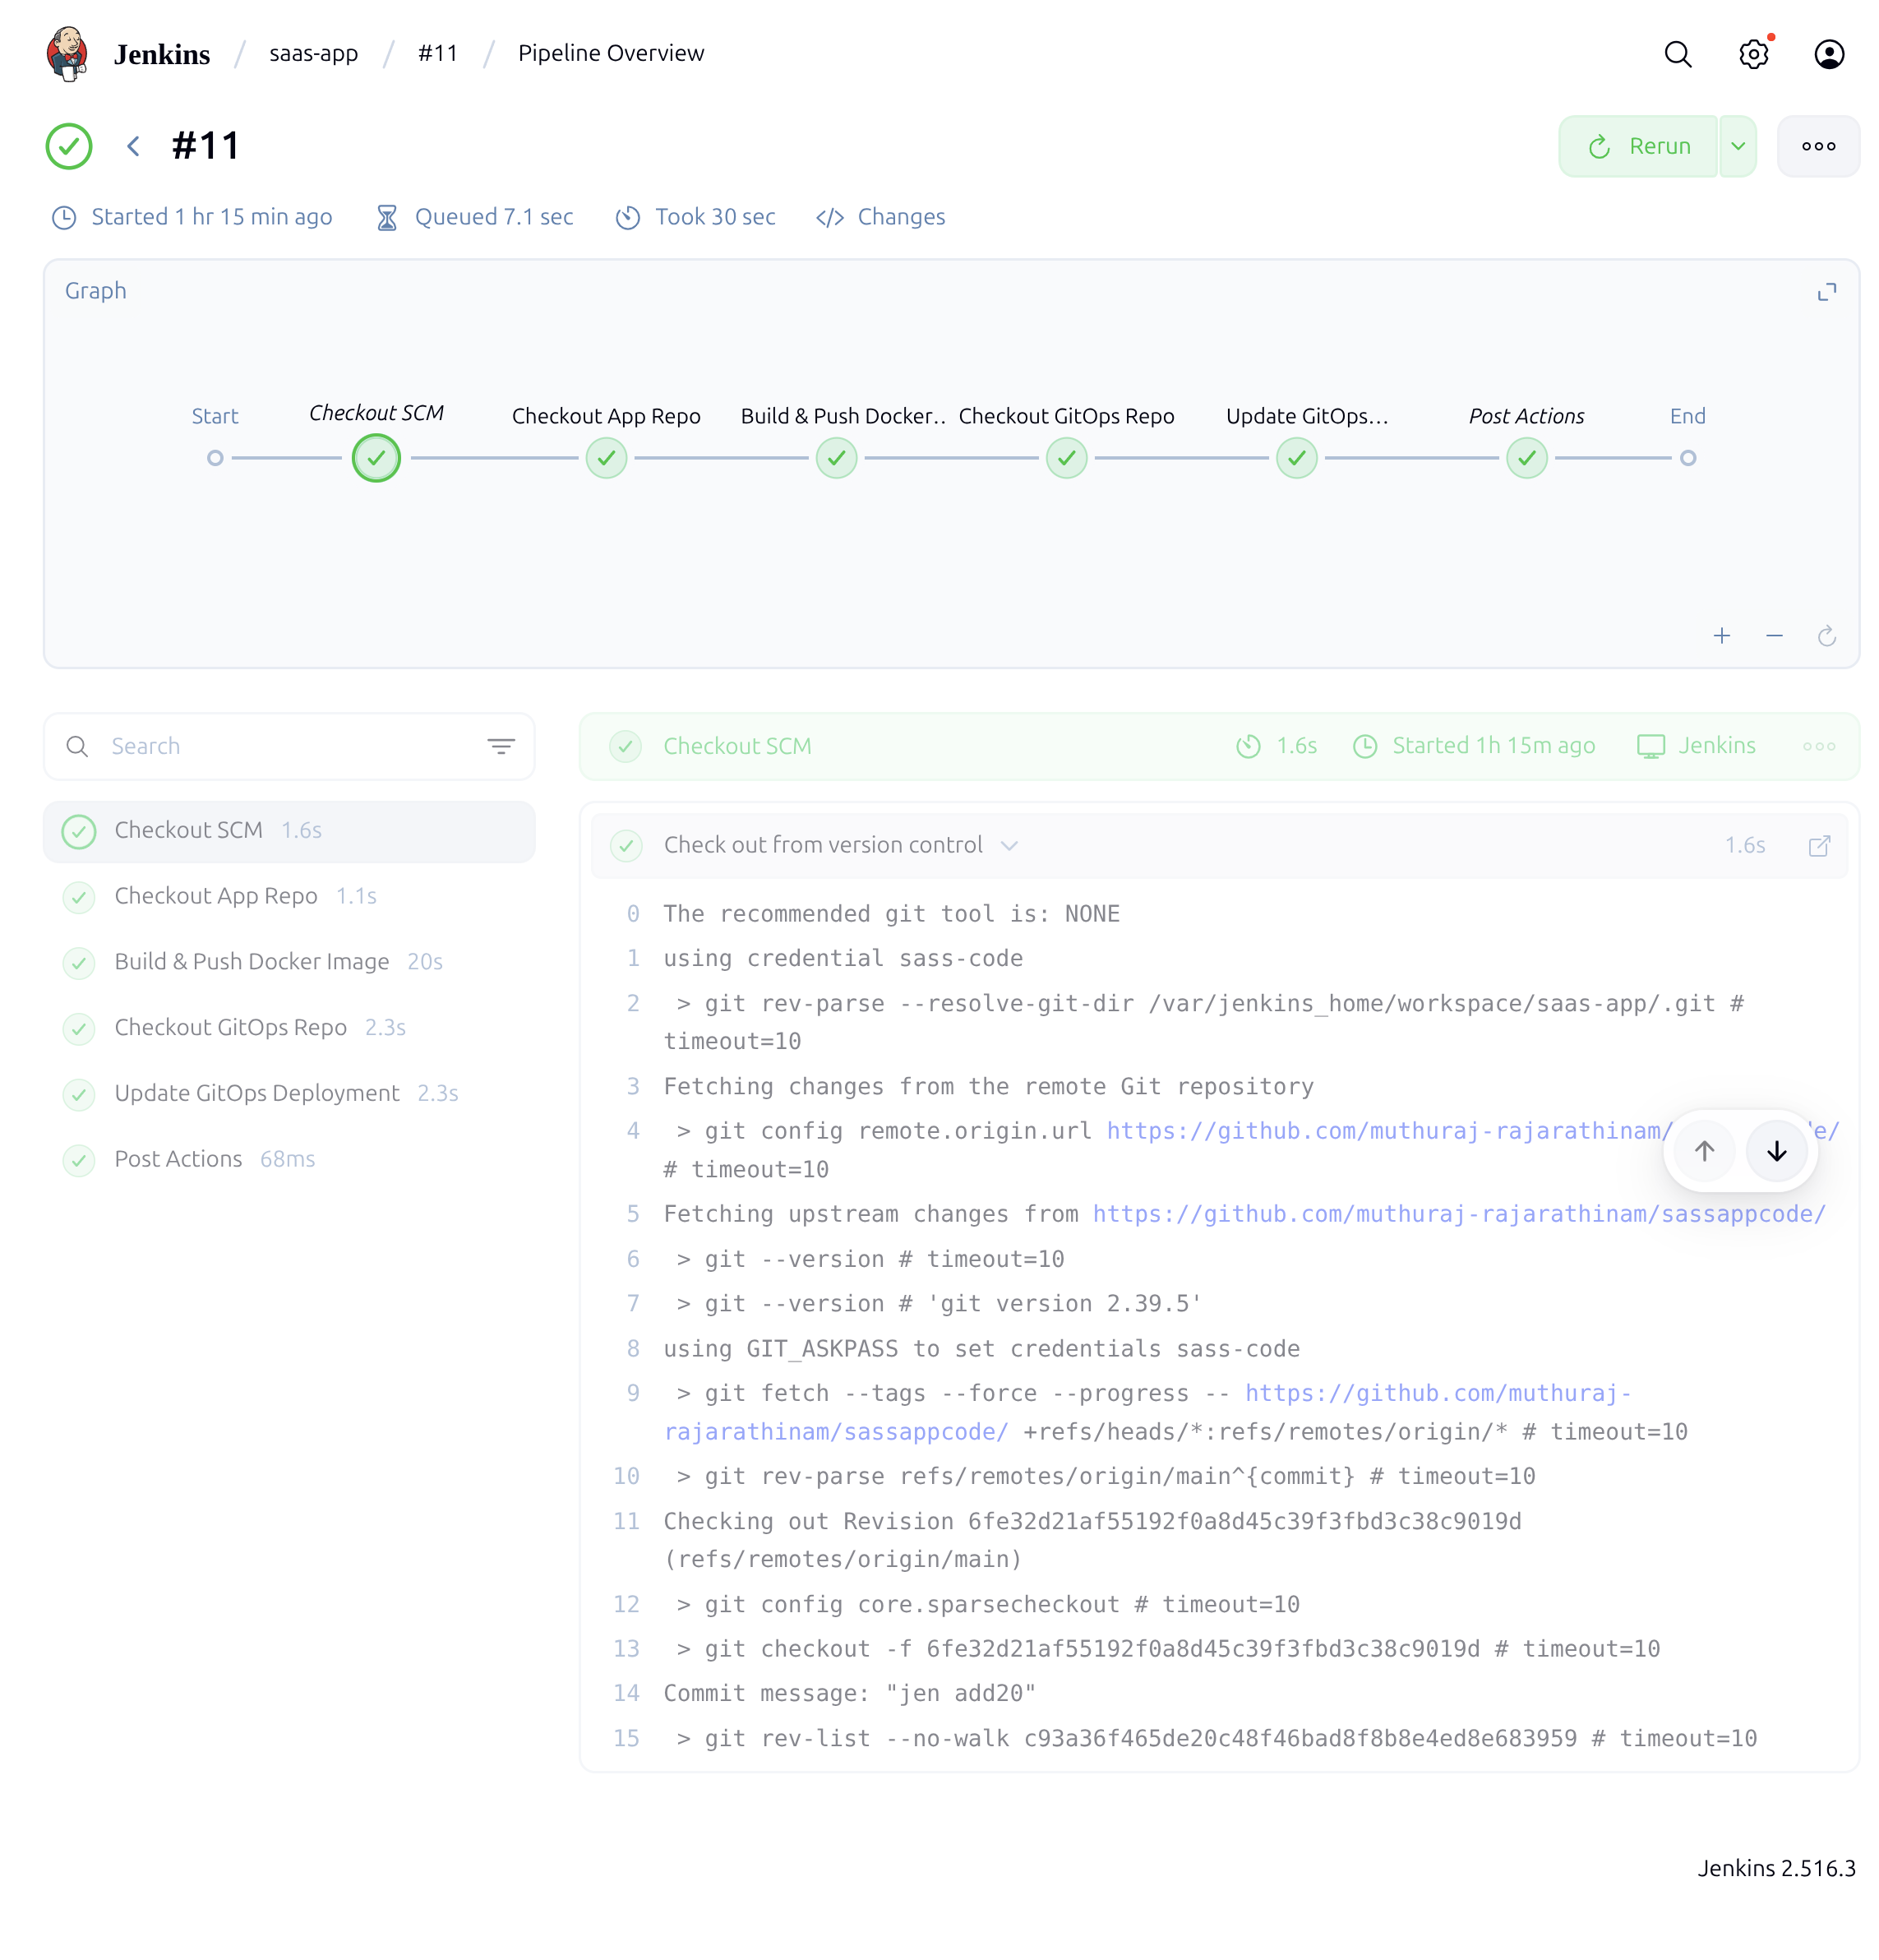 Jenkins / saas-app / #11 / Pipeline Overview
#11
Rerun
Started 1 hr 15 min ago
Queued 7.1 sec
Took 30 sec
Changes
Graph
Start
Checkout SCM
Checkout App Repo
Build & Push Docker…
Checkout GitOps Repo
Update GitOps…
Post Actions
End
Search
Checkout SCM 1.6s
Checkout App Repo 1.1s
Build & Push Docker Image 20s
Checkout GitOps Repo 2.3s
Update GitOps Deployment 2.3s
Post Actions 68ms
Checkout SCM
1.6s
Started 1h 15m ago
Jenkins
Check out from version control
1.6s
0 The recommended git tool is: NONE
1 using credential sass-code
2 > git rev-parse --resolve-git-dir /var/jenkins_home/workspace/saas-app/.git #
timeout=10
3 Fetching changes from the remote Git repository
4 > git config remote.origin.url https://github.com/muthuraj-rajarathinam/
# timeout=10
5 Fetching upstream changes from https://github.com/muthuraj-rajarathinam/sassappcode/
6 > git --version # timeout=10
7 > git --version # 'git version 2.39.5'
8 using GIT_ASKPASS to set credentials sass-code
9 > git fetch --tags --force --progress -- https://github.com/muthuraj-
rajarathinam/sassappcode/ +refs/heads/*:refs/remotes/origin/* # timeout=10
10 > git rev-parse refs/remotes/origin/main^{commit} # timeout=10
11 Checking out Revision 6fe32d21af55192f0a8d45c39f3fbd3c38c9019d
(refs/remotes/origin/main)
12 > git config core.sparsecheckout # timeout=10
13 > git checkout -f 6fe32d21af55192f0a8d45c39f3fbd3c38c9019d # timeout=10
14 Commit message: "jen add20"
15 > git rev-list --no-walk c93a36f465de20c48f46bad8f8b8e4ed8e683959 # timeout=10
Jenkins 2.516.3